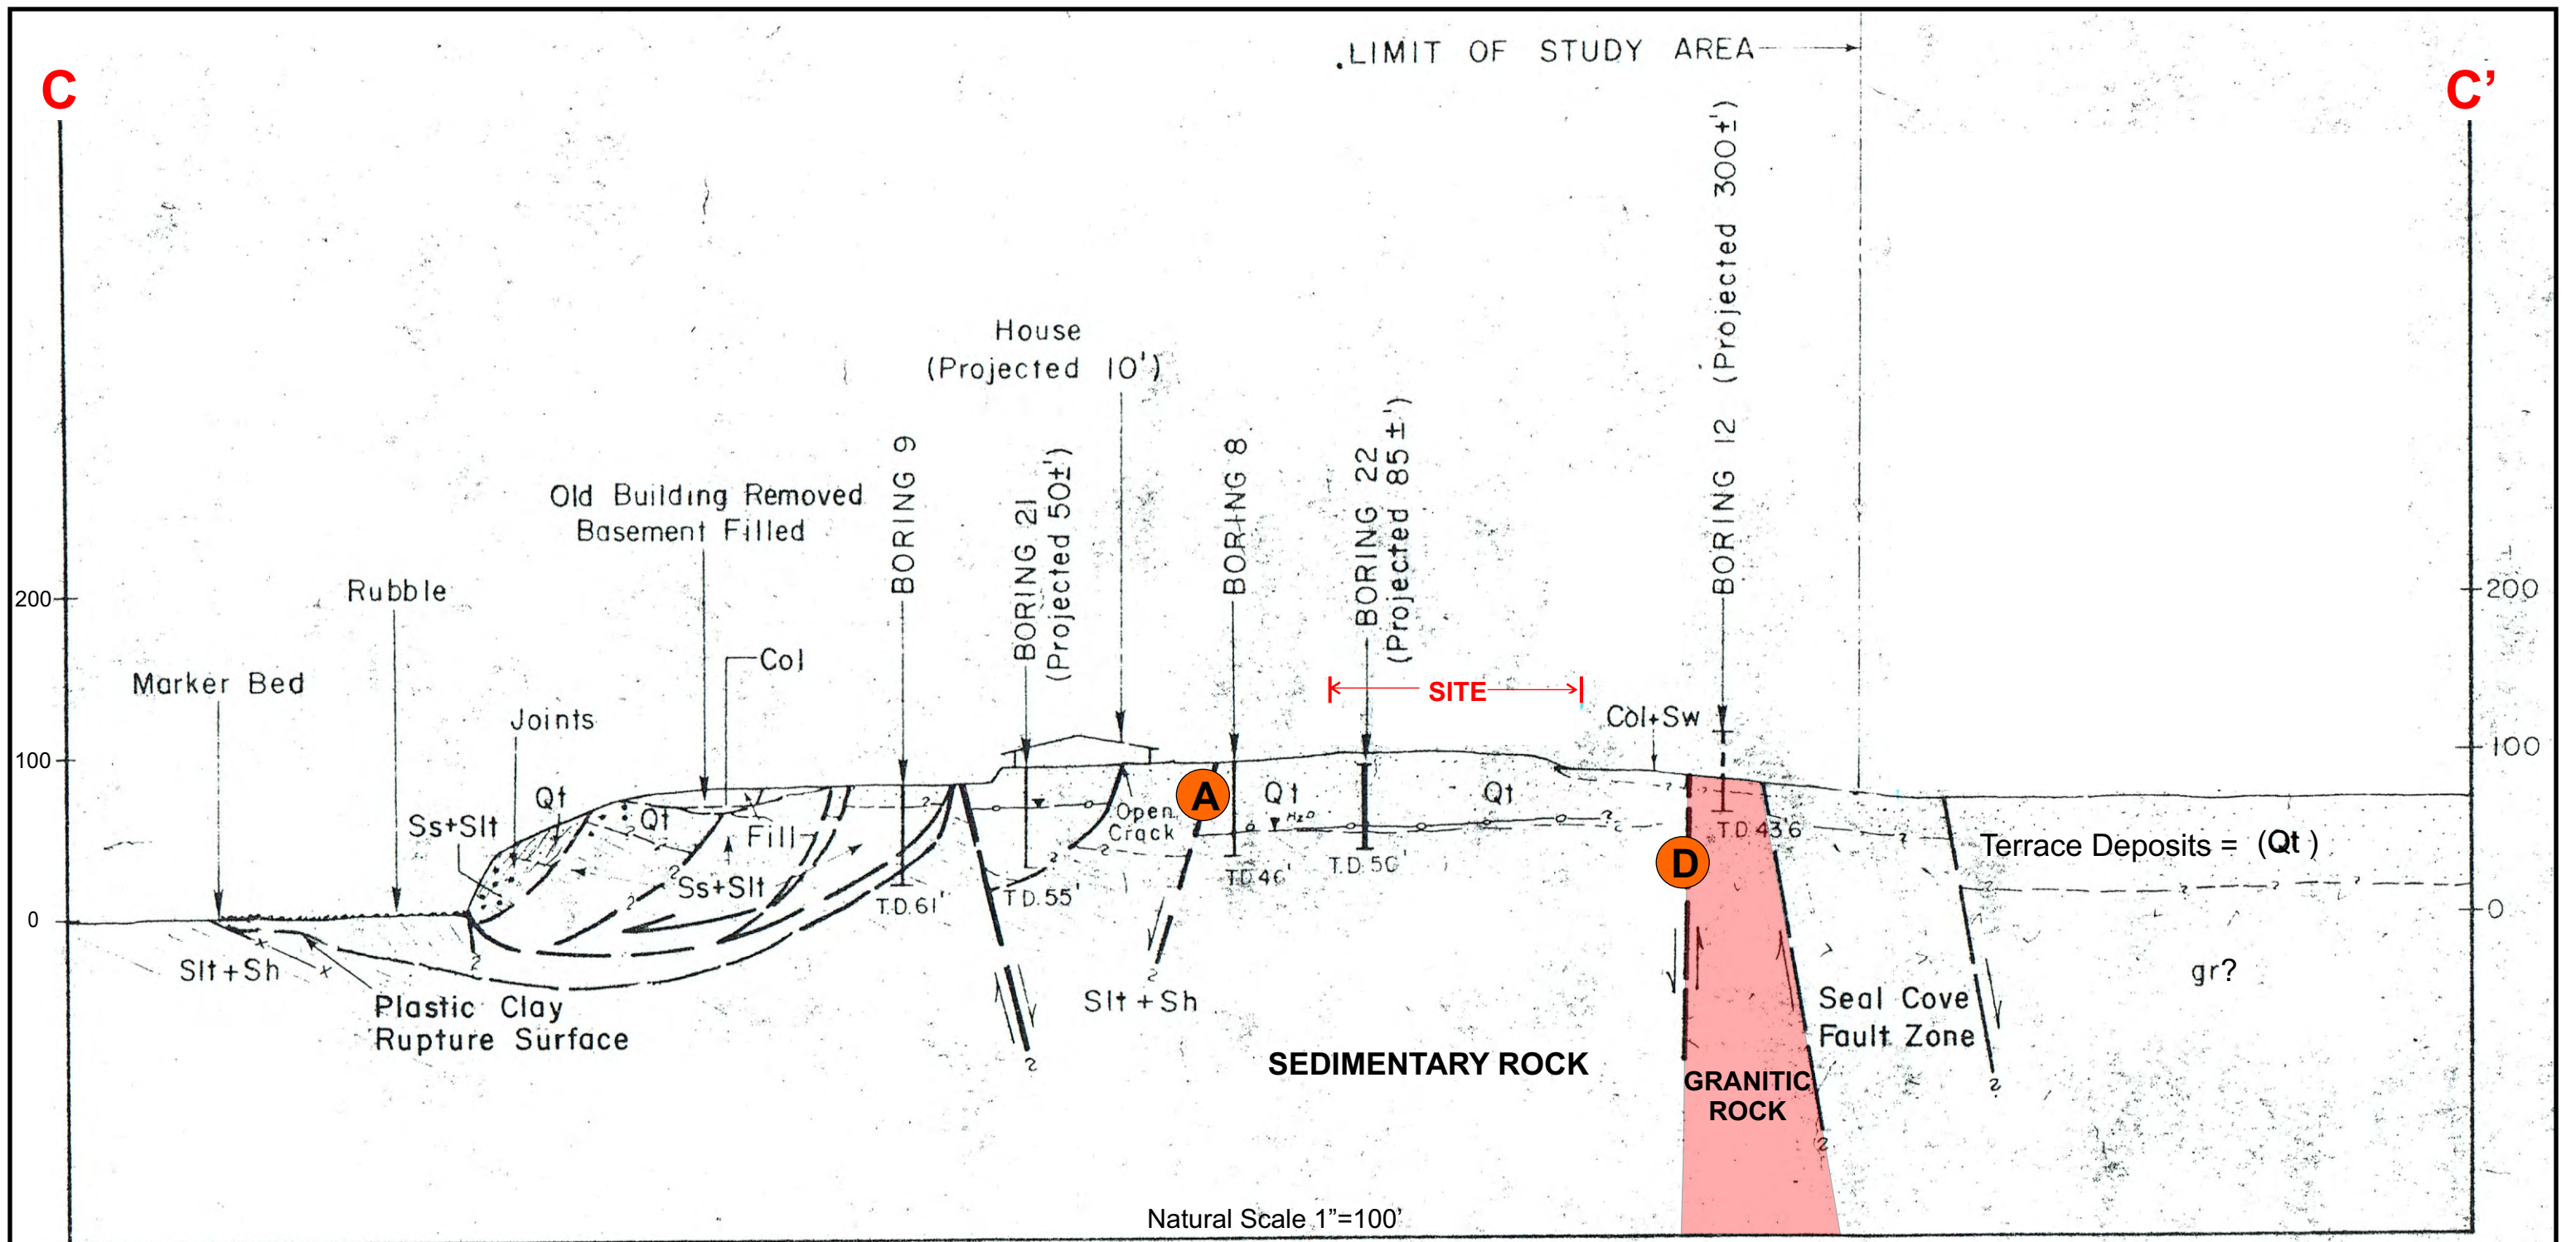 LIMIT OF STUDY AREA
C
C’
BORING 12 (Projected 300±')
House
(Projected 10')
BORING 9
BORING 21
(Projected 50±')
BORING 8
BORING 22
(Projected 85±')
Old Building Removed
Basement Filled
200
200
Rubble
Col
Marker Bed
SITE
Joints
Col+Sw
100
100
Qt
Qt
Ss+Slt
Fill
Open
Crack
A
Qt
H₂O
Qt
T.D. 43'6
Terrace Deposits = (Qt)
D
T.D. 61'
T.D. 55'
T.D. 46'
T.D. 50'
Ss+Slt
0
0
Slt+Sh
Plastic Clay
Rupture Surface
Slt+Sh
Seal Cove
Fault Zone
gr?
SEDIMENTARY ROCK
GRANITIC
ROCK
Natural Scale 1”=100’